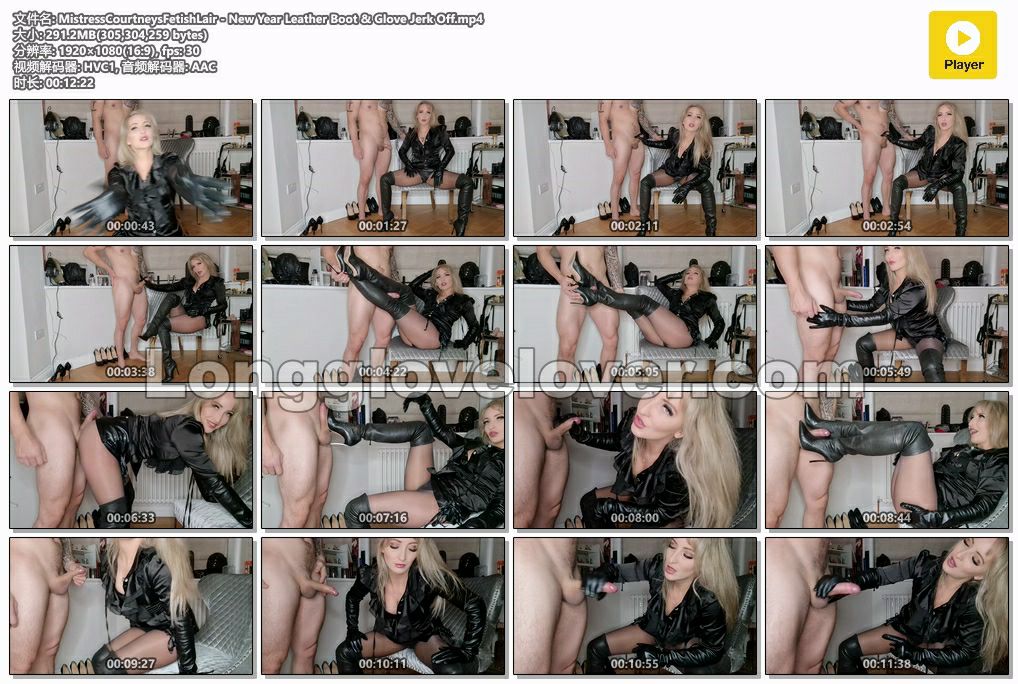 文件名: MistressCourtneysFetishLair - New Year Leather Boot & Glove Jerk Off.mp4
大小: 291.2MB(305,304,259 bytes)
分辨率: 1920×1080(16:9), fps: 30
视频解码器: HVC1, 音频解码器: AAC
时长: 00:12:22
Player
00:00:43
00:01:27
00:02:11
00:02:54
00:03:38
00:04:22
00:05:05
00:05:49
Longglovelover.com
00:06:33
00:07:16
00:08:00
00:08:44
00:09:27
00:10:11
00:10:55
00:11:38